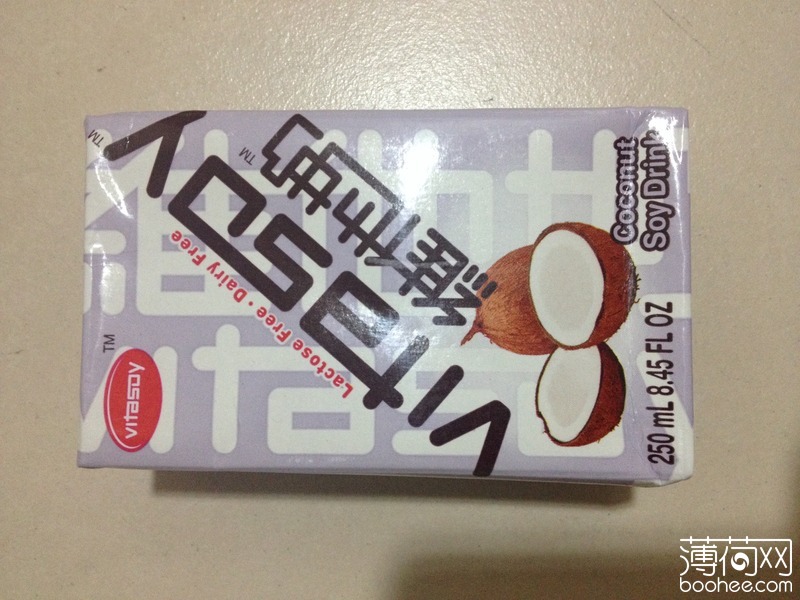 vitasoy
TM
vitasoy
TM
維他奶
TM
Lactose Free • Dairy Free
Coconut
Soy Drink
250 mL 8.45 FL OZ
薄荷网
boohee.com